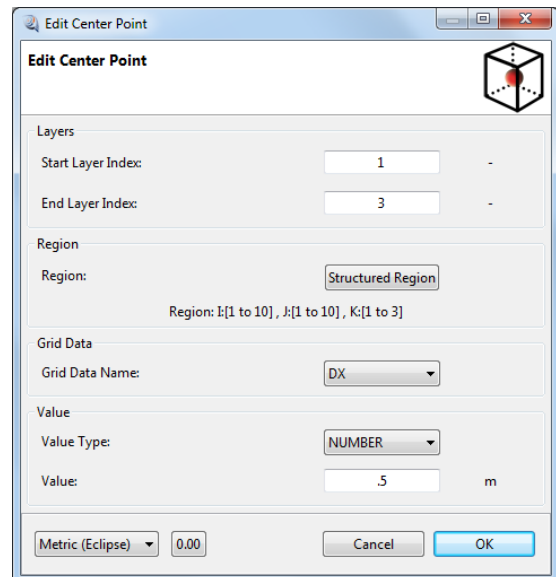 Edit Center Point
Edit Center Point
Layers
Start Layer Index: 1 -
End Layer Index: 3 -
Region
Region: Structured Region
Region: I:[1 to 10] , J:[1 to 10] , K:[1 to 3]
Grid Data
Grid Data Name: DX
Value
Value Type: NUMBER
Value: .5 m
Metric (Eclipse) 0.00 Cancel OK